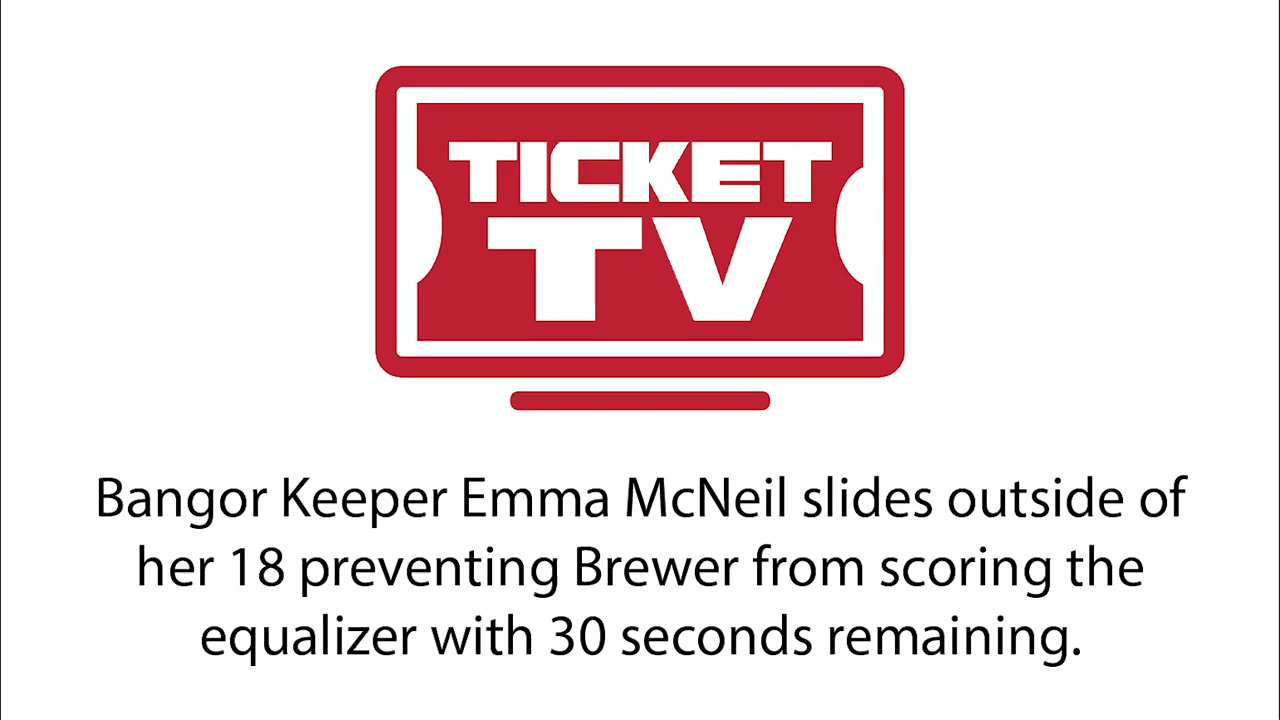 TICKET
TV
Bangor Keeper Emma McNeil slides outside of
her 18 preventing Brewer from scoring the
equalizer with 30 seconds remaining.